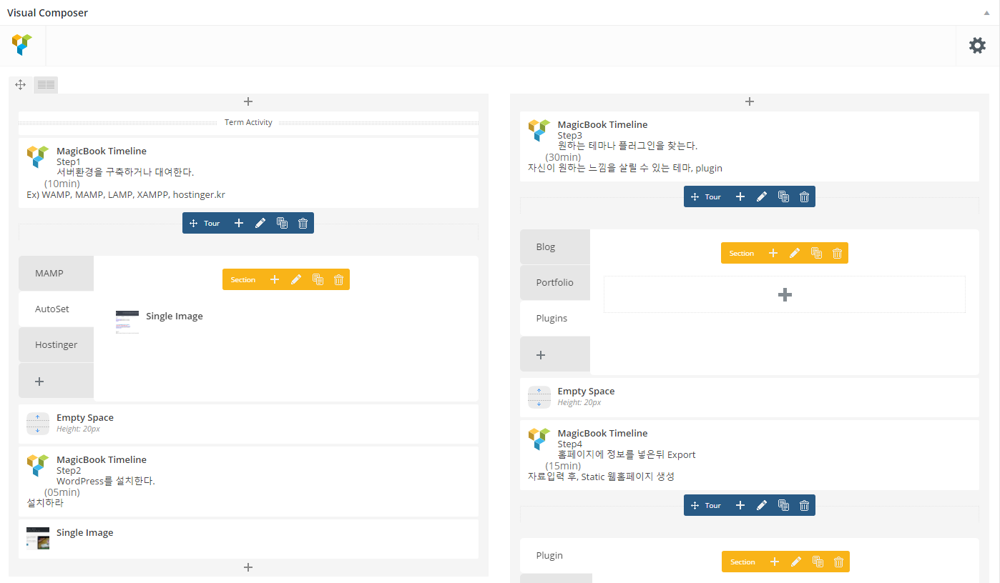 Visual Composer
Term Activity
MagicBook Timeline
Step1
서버환경을 구축하거나 대여한다.
(10min)
Ex) WAMP, MAMP, LAMP, XAMPP, hostinger.kr
Tour
MAMP
AutoSet
Hostinger
Section
Single Image
Empty Space
Height: 20px
MagicBook Timeline
Step2
WordPress를 설치한다.
(05min)
설치하라
Single Image
MagicBook Timeline
Step3
원하는 테마나 플러그인을 찾는다.
(30min)
자신이 원하는 느낌을 살릴 수 있는 테마, plugin
Tour
Blog
Portfolio
Plugins
Section
Empty Space
Height: 20px
MagicBook Timeline
Step4
홈페이지에 정보를 넣은뒤 Export
(15min)
자료입력 후, Static 웹홈페이지 생성
Tour
Plugin
Section